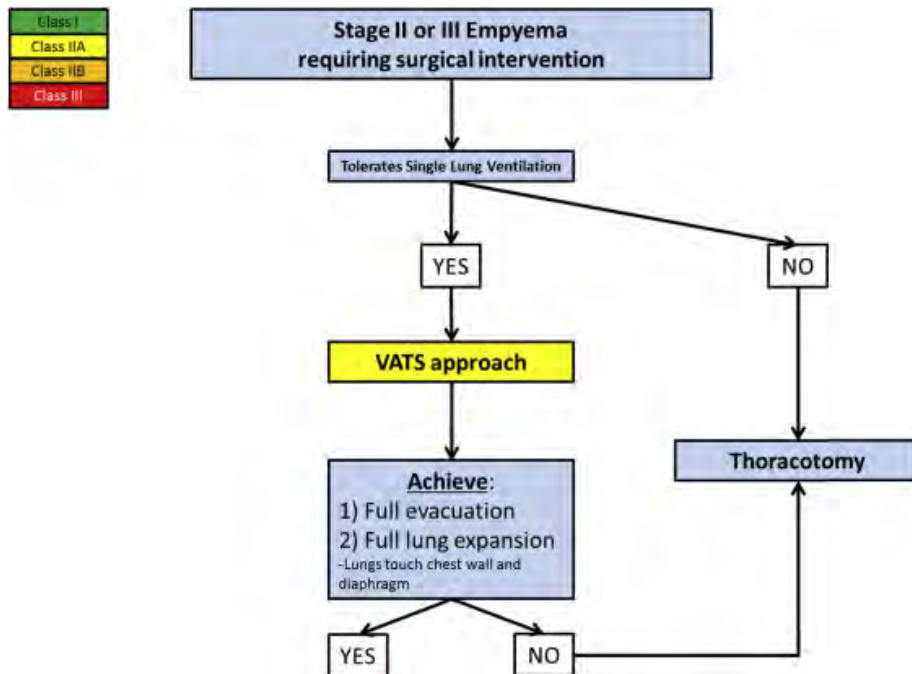 Class I
Class IIA
Class IIB
Class III
Stage II or III Empyema
requiring surgical intervention
Tolerates Single Lung Ventilation
YES
NO
VATS approach
Thoracotomy
Achieve:
1) Full evacuation
2) Full lung expansion
-Lungs touch chest wall and
diaphragm
YES
NO